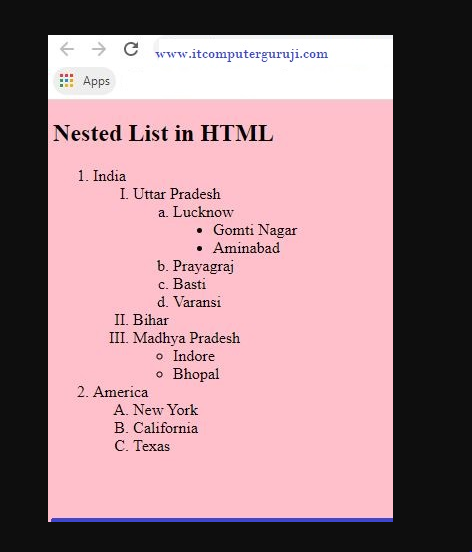 www.itcomputerguruji.com
Apps
Nested List in HTML
1. India
I. Uttar Pradesh
a. Lucknow
• Gomti Nagar
• Aminabad
b. Prayagraj
c. Basti
d. Varansi
II. Bihar
III. Madhya Pradesh
○ Indore
○ Bhopal
2. America
A. New York
B. California
C. Texas